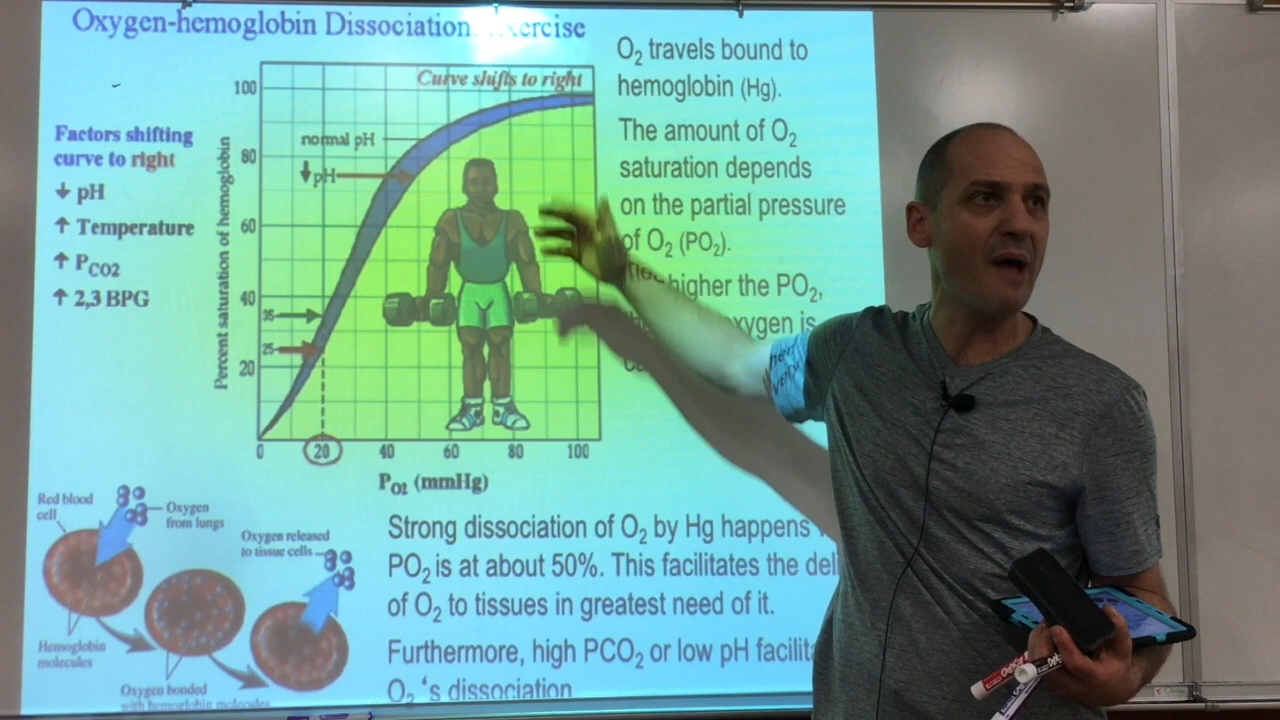 Oxygen-hemoglobin Dissociation: Exercise
Factors shifting
curve to right
↓ pH
↑ Temperature
↑ PCO2
↑ 2,3 BPG
Percent saturation of hemoglobin
100
80
60
40
35
25
20
Curve shifts to right
normal pH
↓pH
0 20 40 60 80 100
PO2 (mmHg)
O2 travels bound to
hemoglobin (Hg).
The amount of O2
saturation depends
on the partial pressure
of O2 (PO2).
higher the PO2,
is
Red blood
cell
Oxygen
from lungs
Oxygen released
to tissue cells
Hemoglobin
molecules
Oxygen bonded
with hemoglobin molecules
Strong dissociation of O2 by Hg happens
PO2 is at about 50%. This facilitates the
of O2 to tissues in greatest need of it.
Furthermore, high PCO2 or low pH
O2 's dissociation